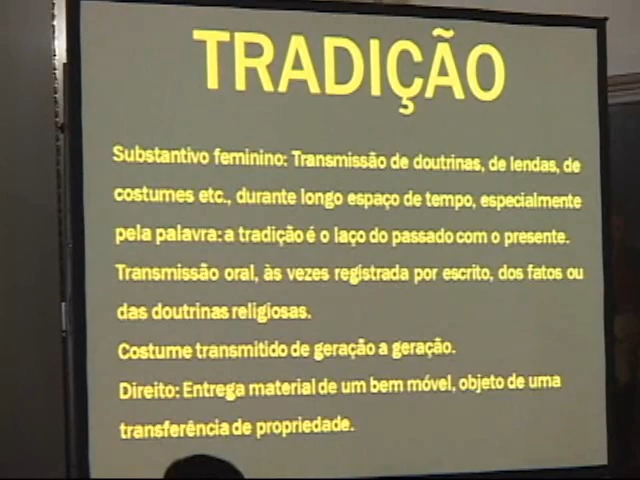 TRADIÇÃO
Substantivo feminino: Transmissão de doutrinas, de lendas, de
costumes etc., durante longo espaço de tempo, especialmente
pela palavra: a tradição é o laço do passado com o presente.
Transmissão oral, às vezes registrada por escrito, dos fatos ou
das doutrinas religiosas.
Costume transmitido de geração a geração.
Direito: Entrega material de um bem móvel, objeto de uma
transferência de propriedade.